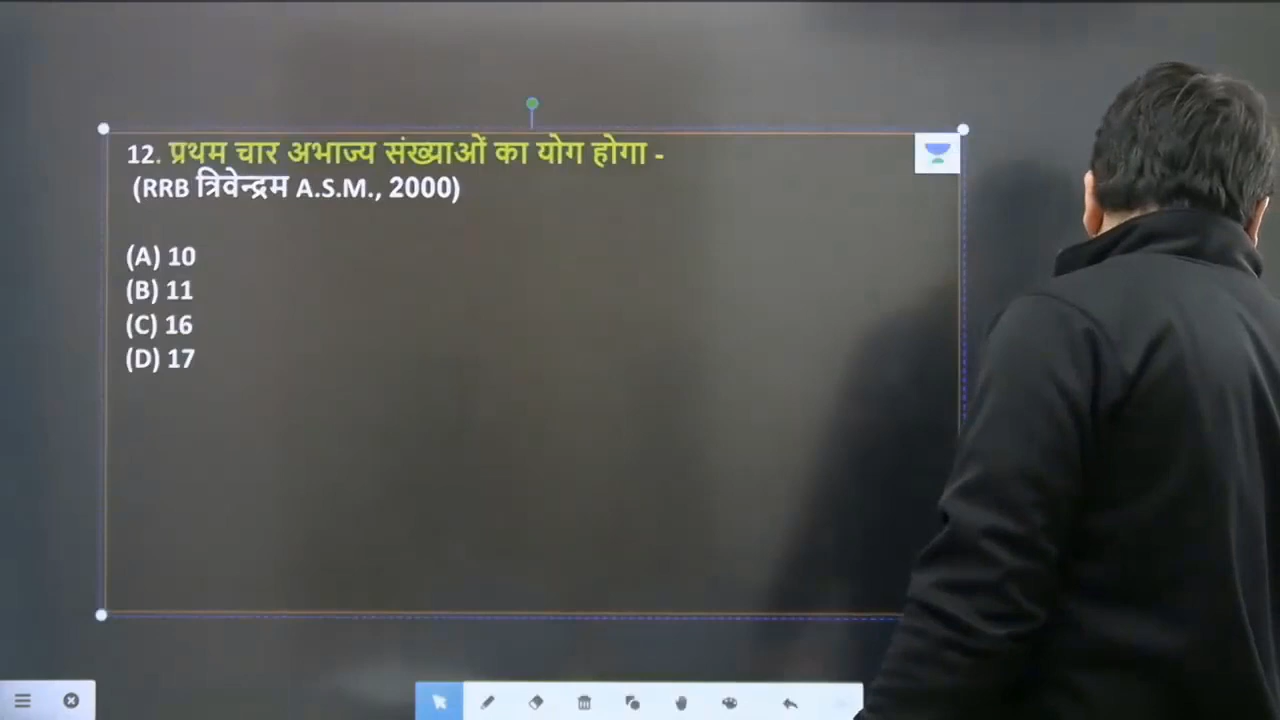 12. प्रथम चार अभाज्य संख्याओं का योग होगा -
(RRB त्रिवेन्द्रम A.S.M., 2000)
(A) 10
(B) 11
(C) 16
(D) 17